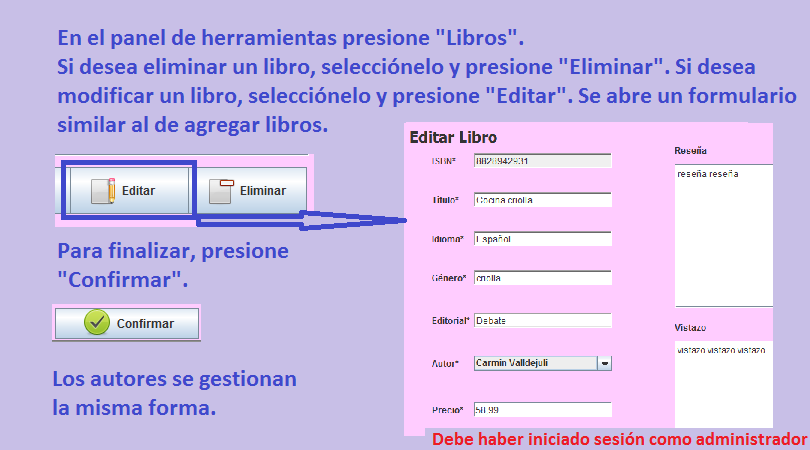 En el panel de herramientas presione "Libros".
Si desea eliminar un libro, selecciónelo y presione "Eliminar". Si desea
modificar un libro, selecciónelo y presione "Editar". Se abre un formulario
similar al de agregar libros.
Editar
Eliminar
Para finalizar, presione
"Confirmar".
Confirmar
Los autores se gestionan
la misma forma.
Editar Libro
ISBN* 8828942931
Titulo* Cocina criolla
Idioma* Español
Género* criolla
Editorial* Debate
Autor* Carmin Valldejuli
Precio* 58.99
Reseña
reseña reseña
Vistazo
vistazo vistazo vistazo
Debe haber iniciado sesión como administrador